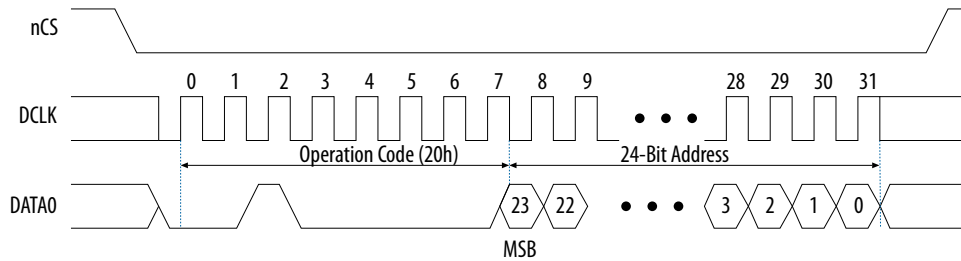 nCS
0 1 2 3 4 5 6 7 8 9 28 29 30 31
DCLK
Operation Code (20h) 24-Bit Address
DATA0 23 22 3 2 1 0
MSB